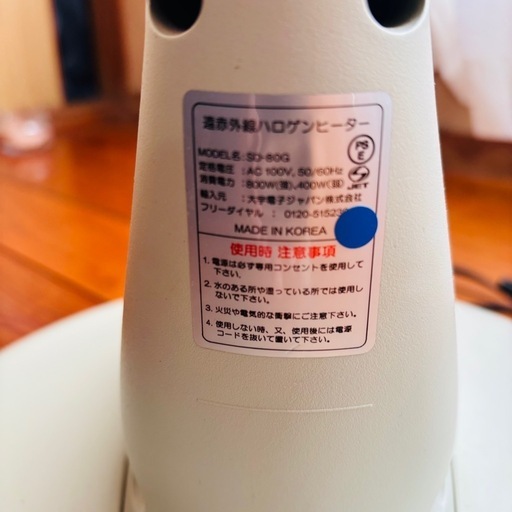 遠赤外線ハロゲンヒーター
MODEL名: SD-80G
定格電圧 : AC 100V, 50/60Hz
消費電力 : 800W(強), 400W(弱)
輸入元 : 大宇電子ジャパン株式会社
フリーダイヤル : 0120-51523
MADE IN KOREA
PS
E
JET
使用時 注意事項
1. 電源は必ず専用コンセントを使用して
下さい.
2. 水のある所や湿っている所では使用し
ないで下さい.
3. 火災や電気的な衝撃にご注意下さい.
4. 使用しない時、又、使用後には電源
コードを抜いて置いて下さい.